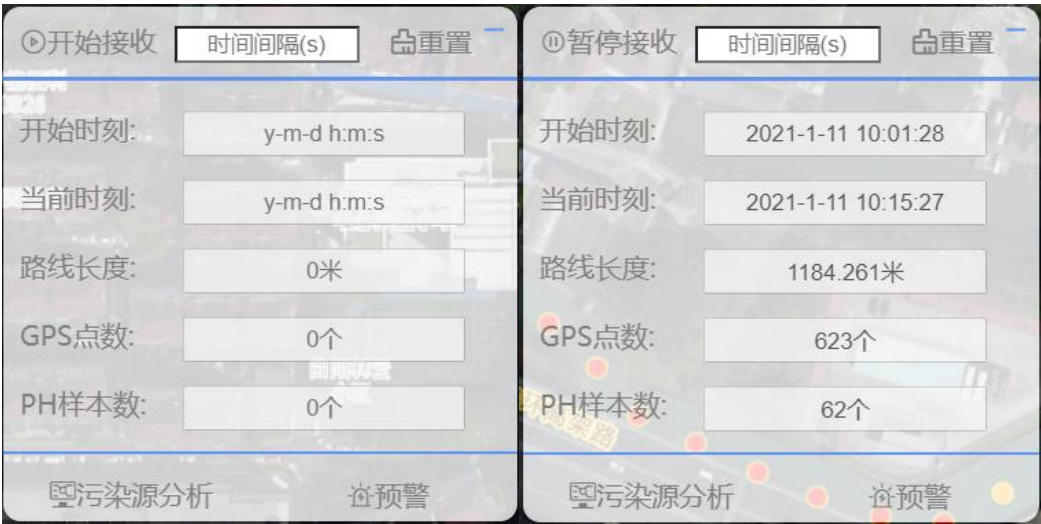 开始接收 时间间隔(s) 重置
开始时刻: y-m-d h:m:s
当前时刻: y-m-d h:m:s
路线长度: 0米
GPS点数: 0个
PH样本数: 0个
污染源分析 预警
暂停接收 时间间隔(s) 重置
开始时刻: 2021-1-11 10:01:28
当前时刻: 2021-1-11 10:15:27
路线长度: 1184.261米
GPS点数: 623个
PH样本数: 62个
环高架路
污染源分析 预警